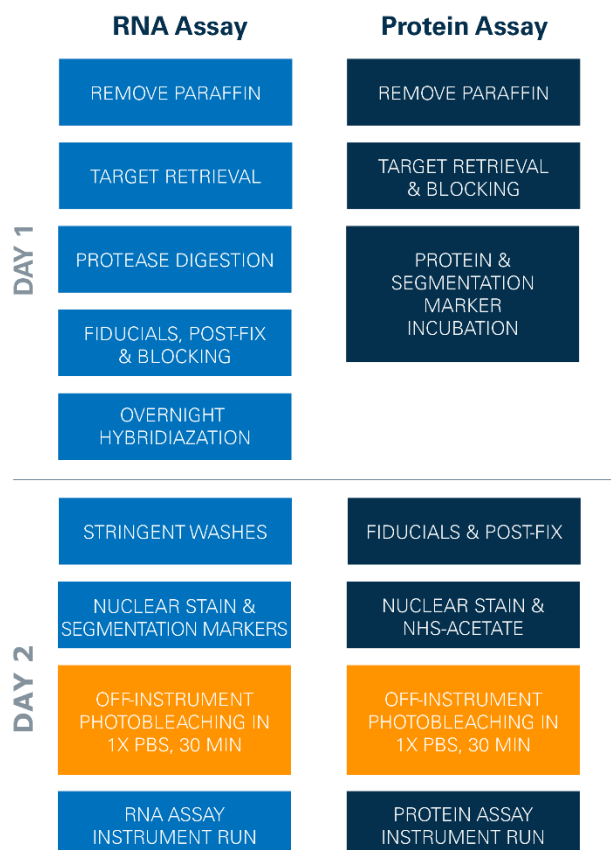 RNA Assay
Protein Assay
DAY 1
REMOVE PARAFFIN
REMOVE PARAFFIN
TARGET RETRIEVAL
TARGET RETRIEVAL
& BLOCKING
PROTEASE DIGESTION
PROTEIN &
SEGMENTATION
MARKER
INCUBATION
FIDUCIALS, POST-FIX
& BLOCKING
OVERNIGHT
HYBRIDIAZATION
DAY 2
STRINGENT WASHES
FIDUCIALS & POST-FIX
NUCLEAR STAIN &
SEGMENTATION MARKERS
NUCLEAR STAIN &
NHS-ACETATE
OFF-INSTRUMENT
PHOTOBLEACHING IN
1X PBS, 30 MIN
OFF-INSTRUMENT
PHOTOBLEACHING IN
1X PBS, 30 MIN
RNA ASSAY
INSTRUMENT RUN
PROTEIN ASSAY
INSTRUMENT RUN